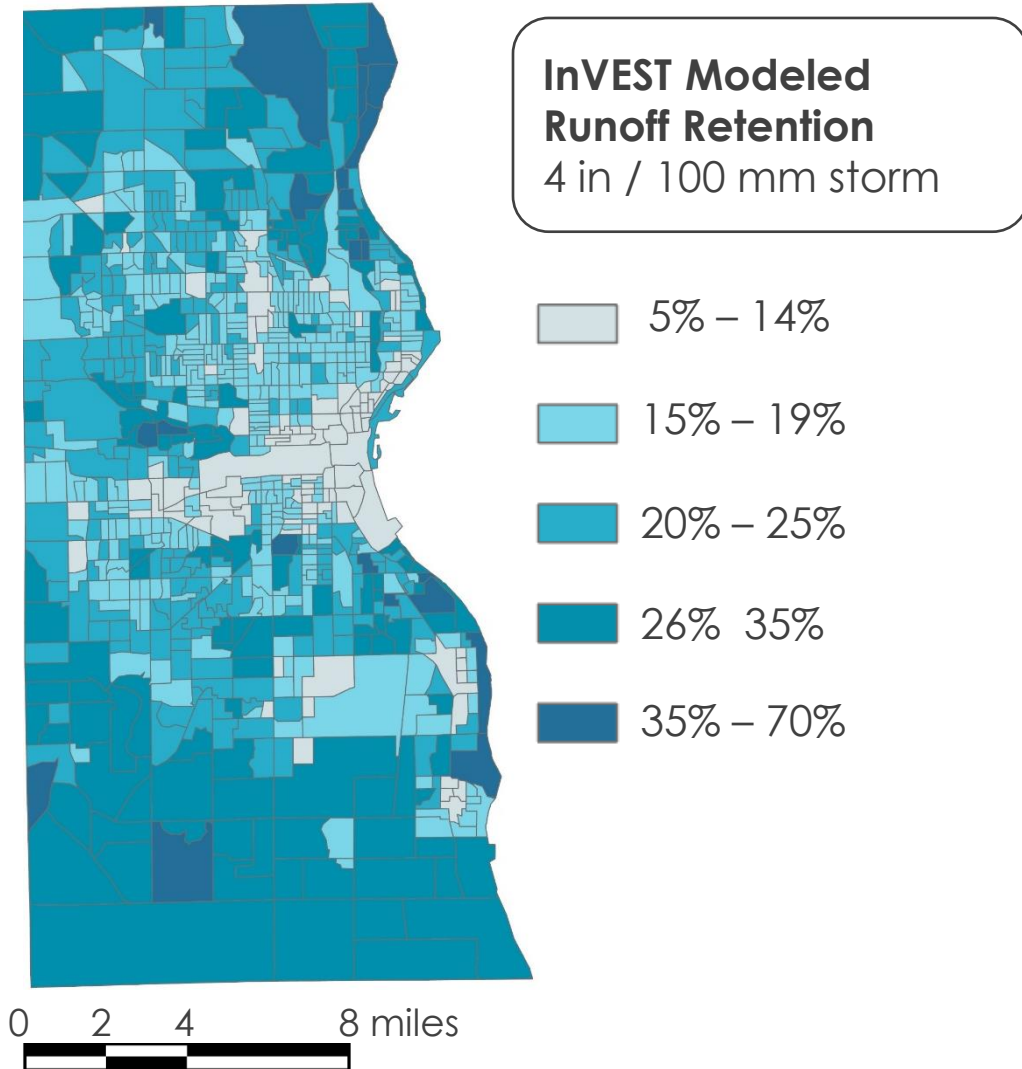 InVEST Modeled
Runoff Retention
4 in / 100 mm storm
5% – 14%
15% – 19%
20% – 25%
26% 35%
35% – 70%
0 2 4 8 miles